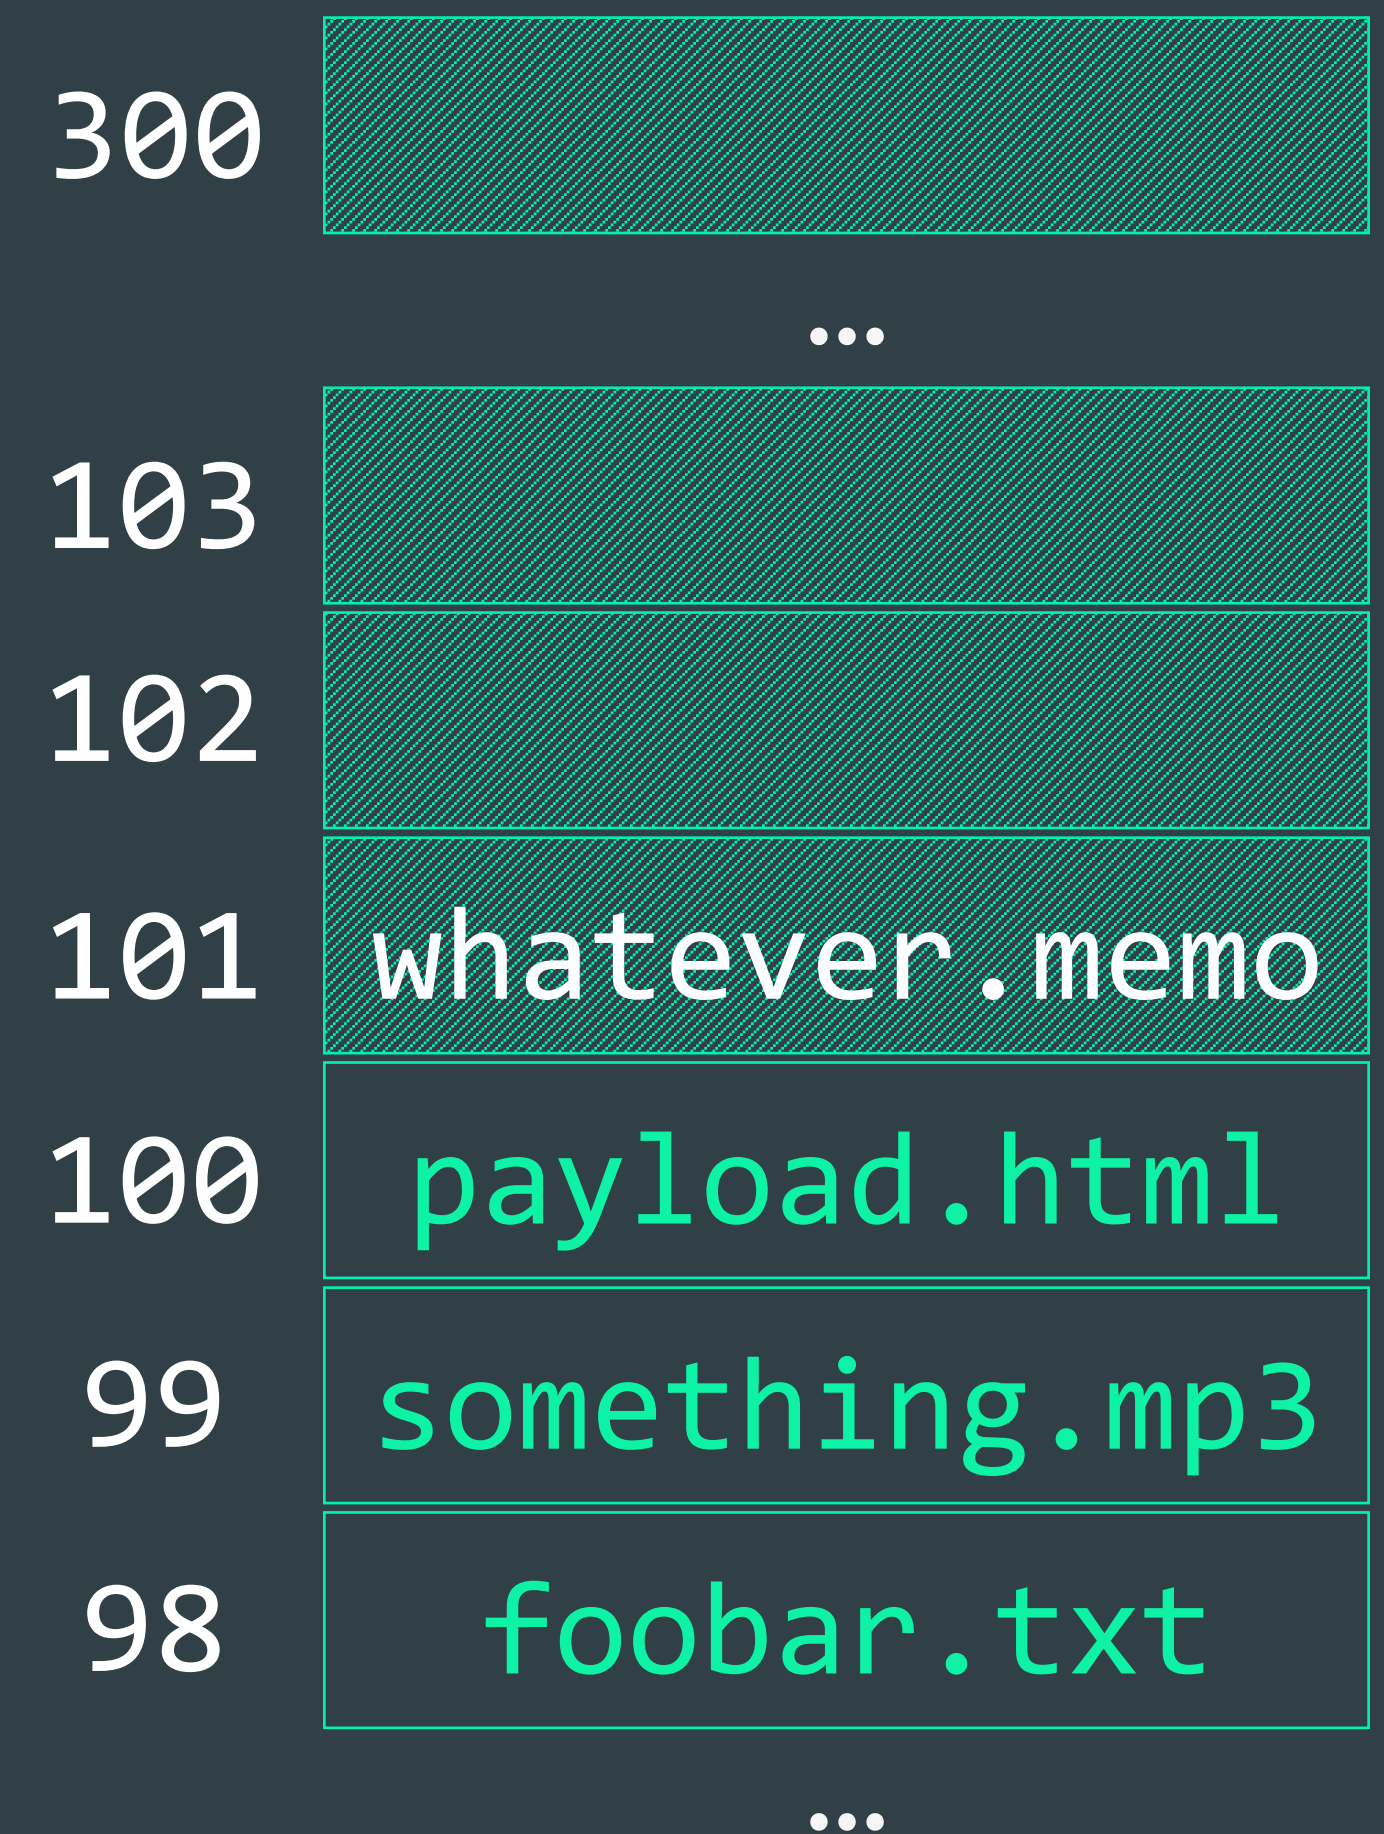 300
...
103
102
101 whatever.memo
100 payload.html
99 something.mp3
98 foobar.txt
...